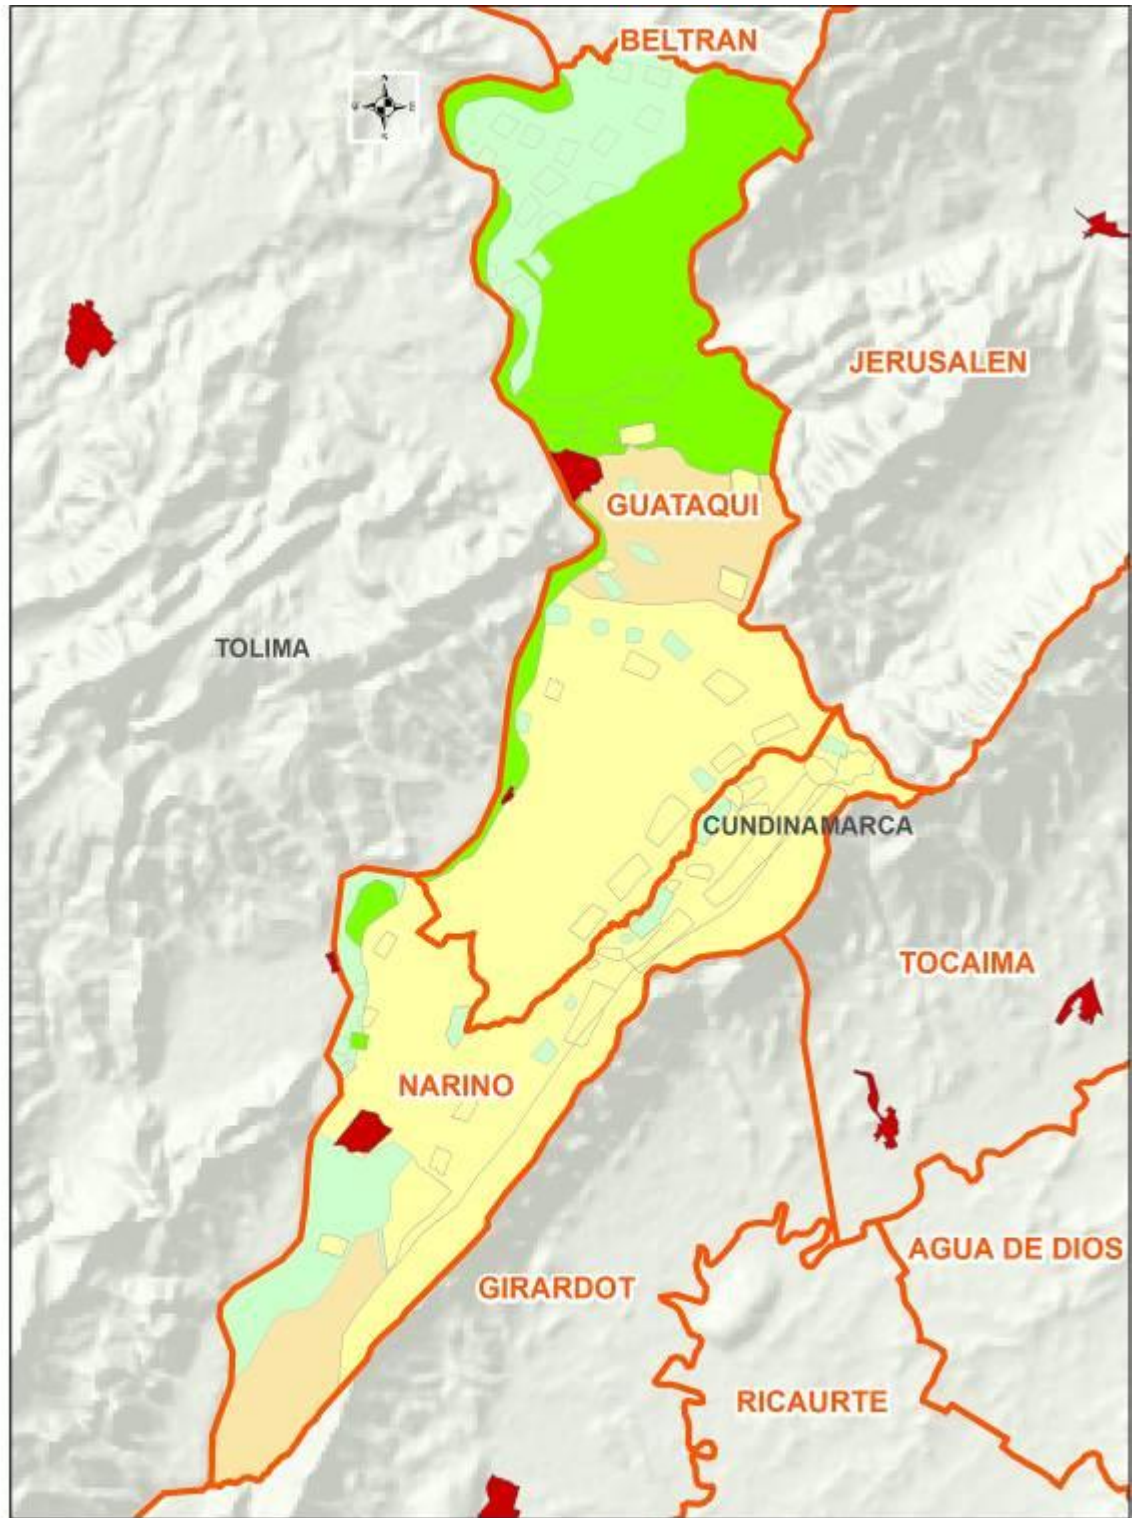 BELTRAN
JERUSALEN
GUATAQUI
TOLIMA
CUNDINAMARCA
TOCAIMA
NARINO
AGUA DE DIOS
GIRARDOT
RICAURTE